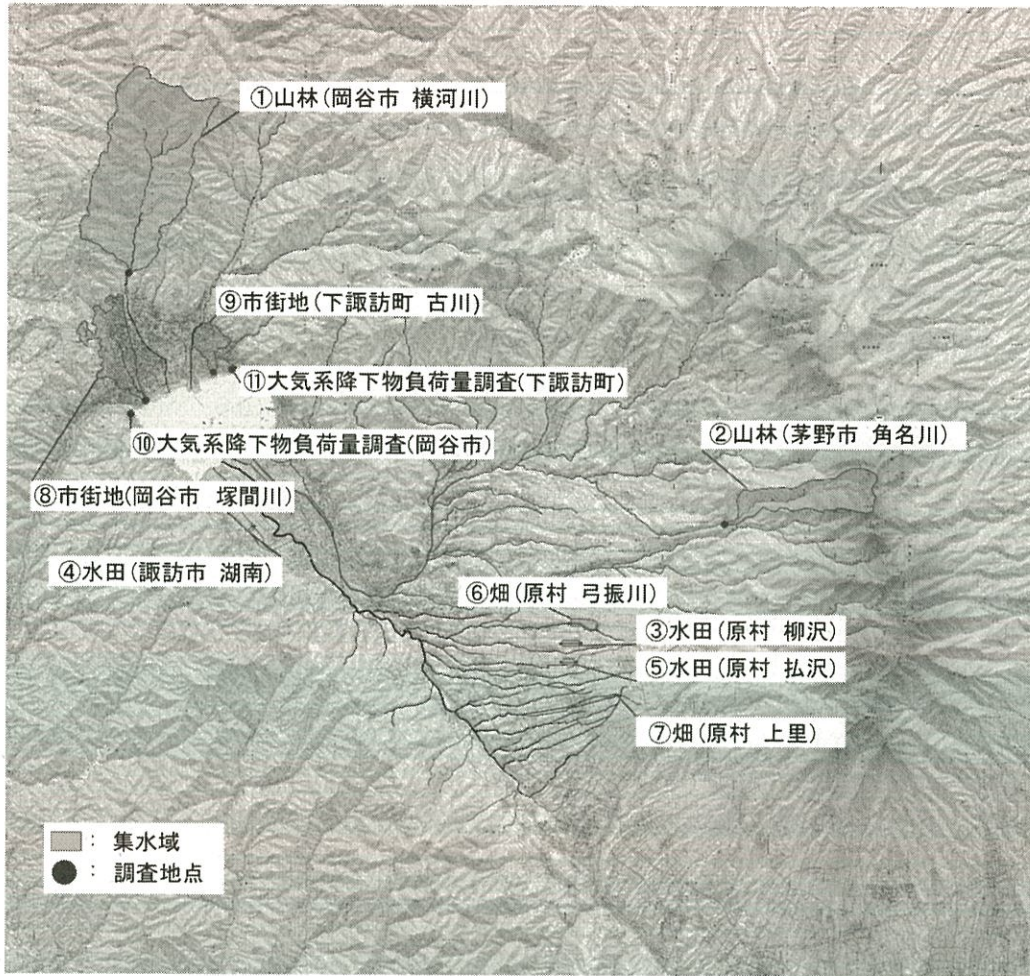 ①山林(岡谷市 横河川)
⑨市街地(下諏訪町 古川)
⑪大気系降下物負荷量調査(下諏訪町)
②山林(茅野市 角名川)
⑩大気系降下物負荷量調査(岡谷市)
⑧市街地(岡谷市 塚間川)
④水田(諏訪市 湖南)
⑥畑(原村 弓振川)
③水田(原村 柳沢)
⑤水田(原村 払沢)
⑦畑(原村 上里)
: 集水域
: 調査地点